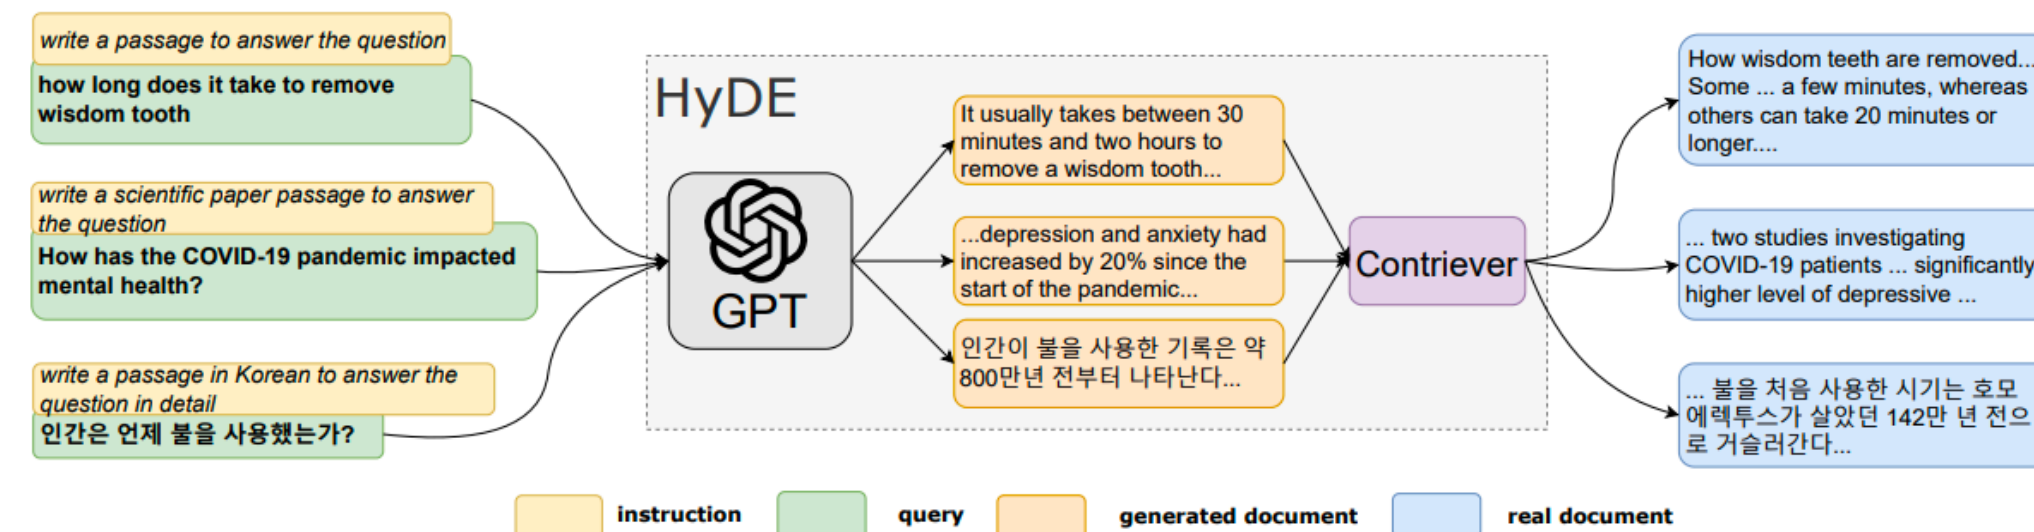 write a passage to answer the question
how long does it take to remove
wisdom tooth
write a scientific paper passage to answer
the question
How has the COVID-19 pandemic impacted
mental health?
write a passage in Korean to answer the
question in detail
인간은 언제 불을 사용했는가?
HyDE
GPT
It usually takes between 30
minutes and two hours to
remove a wisdom tooth...
...depression and anxiety had
increased by 20% since the
start of the pandemic...
인간이 불을 사용한 기록은 약
800만년 전부터 나타난다...
Contriever
How wisdom teeth are removed...
Some ... a few minutes, whereas
others can take 20 minutes or
longer....
... two studies investigating
COVID-19 patients ... significantly
higher level of depressive ...
... 불을 처음 사용한 시기는 호모
에렉투스가 살았던 142만 년 전으
로 거슬러간다...
instruction
query
generated document
real document